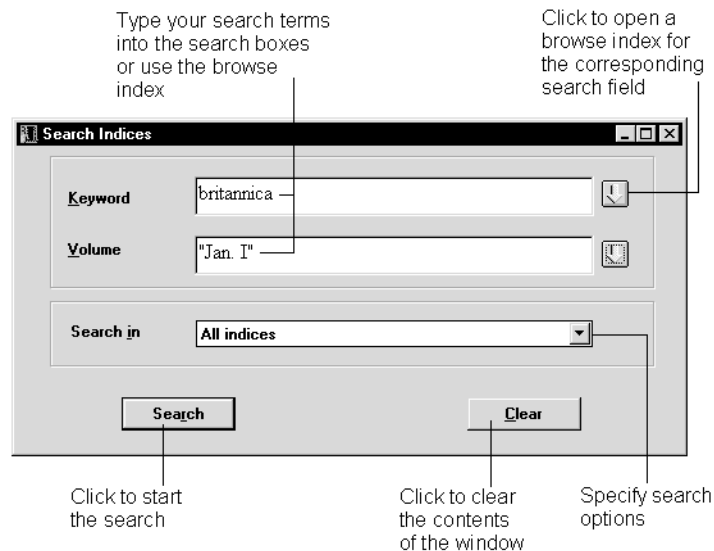 Type your search terms
into the search boxes
or use the browse
index
Click to open a
browse index for
the corresponding
search field
Search Indices
Keyword
britannica
Volume
"Jan. I"
Search in
All indices
Search
Clear
Click to start
the search
Click to clear
the contents
of the window
Specify search
options